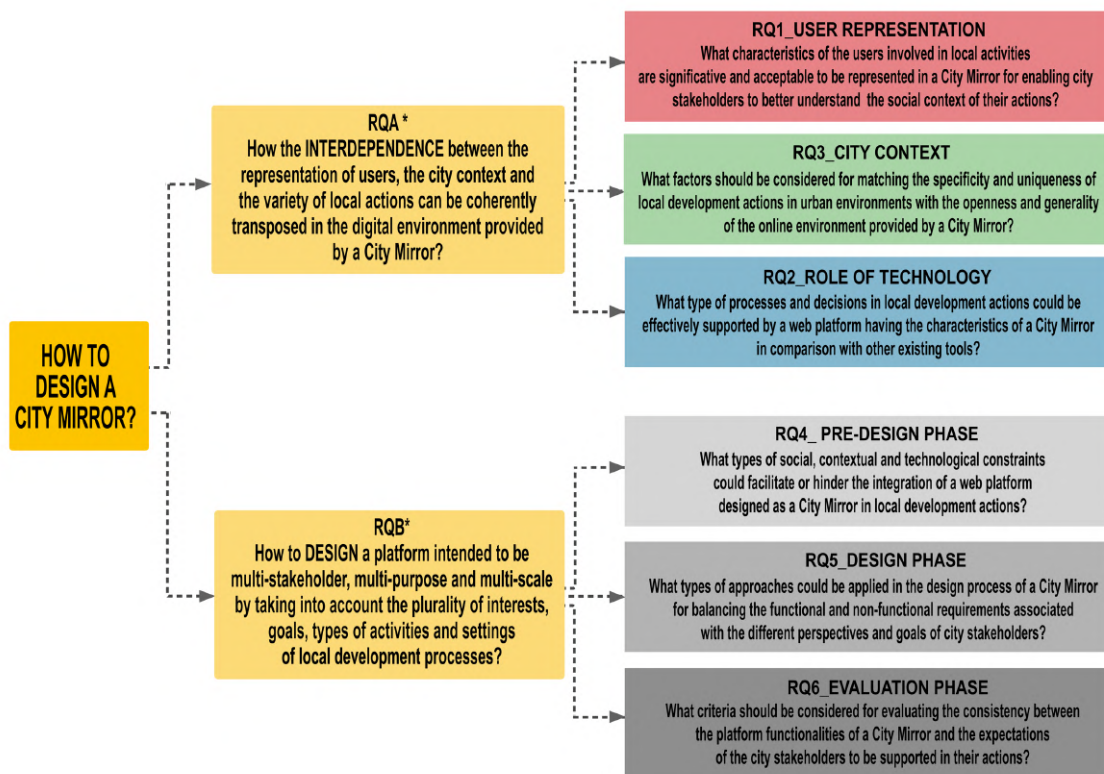 HOW TO
DESIGN A
CITY MIRROR?
RQA *
How the INTERDEPENDENCE between the
representation of users, the city context and
the variety of local actions can be coherently
transposed in the digital environment provided
by a City Mirror?
RQ1_USER REPRESENTATION
What characteristics of the users involved in local activities
are significative and acceptable to be represented in a City Mirror for enabling city
stakeholders to better understand the social context of their actions?
RQ3_CITY CONTEXT
What factors should be considered for matching the specificity and uniqueness of
local development actions in urban environments with the openness and generality
of the online environment provided by a City Mirror?
RQ2_ROLE OF TECHNOLOGY
What type of processes and decisions in local development actions could be
effectively supported by a web platform having the characteristics of a City Mirror
in comparison with other existing tools?
RQB*
How to DESIGN a platform intended to be
multi-stakeholder, multi-purpose and multi-scale
by taking into account the plurality of interests,
goals, types of activities and settings
of local development processes?
RQ4_ PRE-DESIGN PHASE
What types of social, contextual and technological constraints
could facilitate or hinder the integration of a web platform
designed as a City Mirror in local development actions?
RQ5_DESIGN PHASE
What types of approaches could be applied in the design process of a City Mirror
for balancing the functional and non-functional requirements associated
with the different perspectives and goals of city stakeholders?
RQ6_EVALUATION PHASE
What criteria should be considered for evaluating the consistency between
the platform functionalities of a City Mirror and the expectations
of the city stakeholders to be supported in their actions?